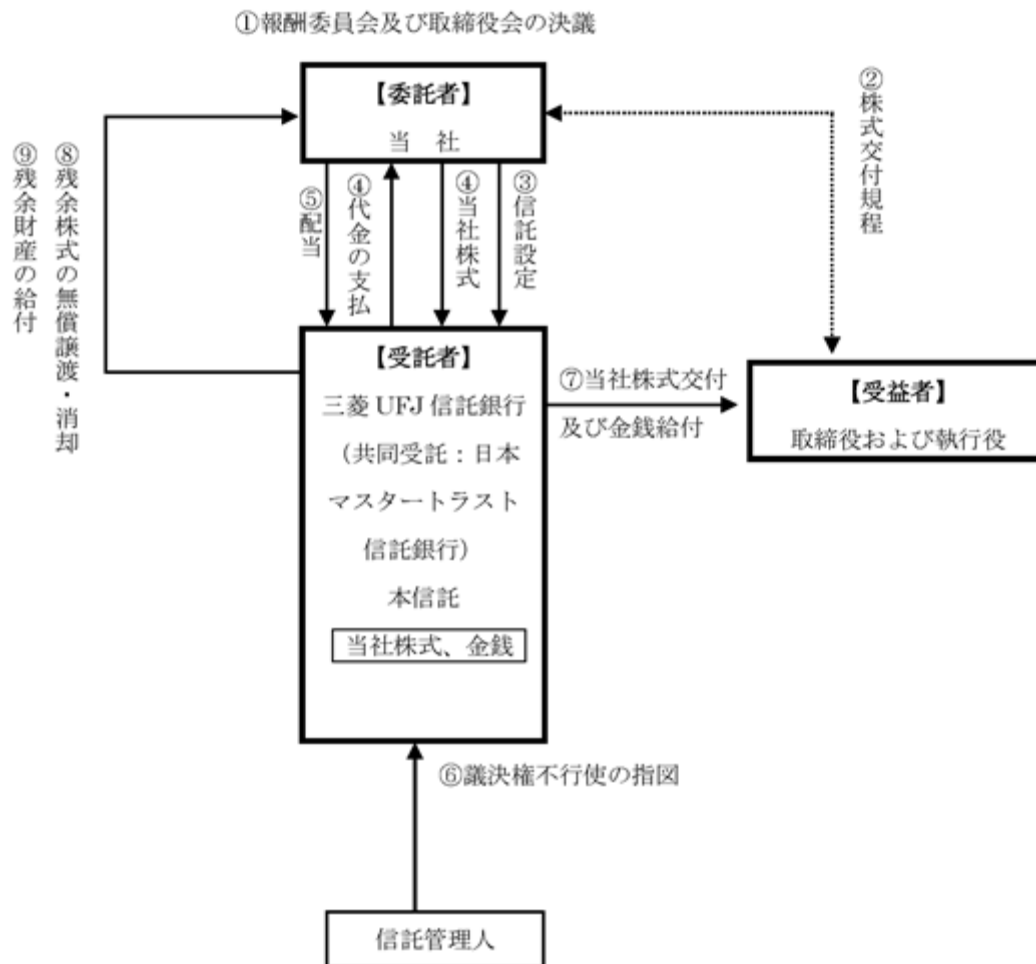 ①報酬委員会及び取締役会の決議
【委託者】
当 社
②株式交付規程
⑨残余財産の給付
⑧残余株式の無償譲渡・消却
⑤配当
④代金の支払
④当社株式
③信託設定
【受託者】
三菱 UFJ 信託銀行
(共同受託:日本
マスタートラスト
信託銀行)
本信託
当社株式、金銭
⑦当社株式交付
及び金銭給付
【受益者】
取締役および執行役
⑥議決権不行使の指図
信託管理人